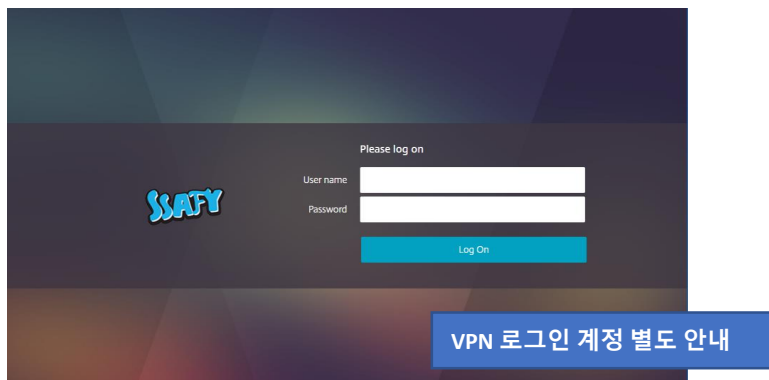 Please log on
User name
SSAFY
Password
Log On
VPN 로그인 계정 별도 안내